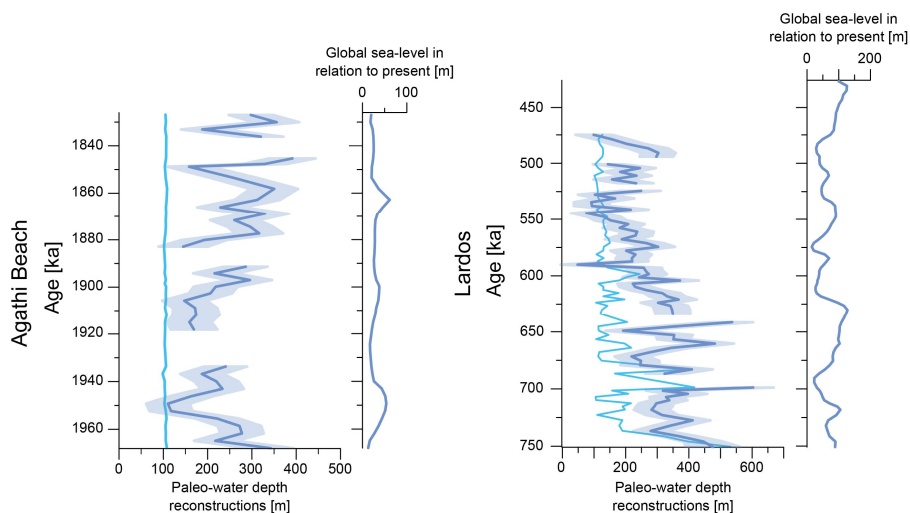 Global sea-level in
relation to present [m]
0 100
Agathi Beach
Age [ka]
1840
1860
1880
1900
1920
1940
1960
0 100 200 300 400 500
Paleo-water depth
reconstructions [m]
Global sea-level in
relation to present [m]
0 200
Lardos
Age [ka]
450
500
550
600
650
700
750
0 200 400 600
Paleo-water depth
reconstructions [m]